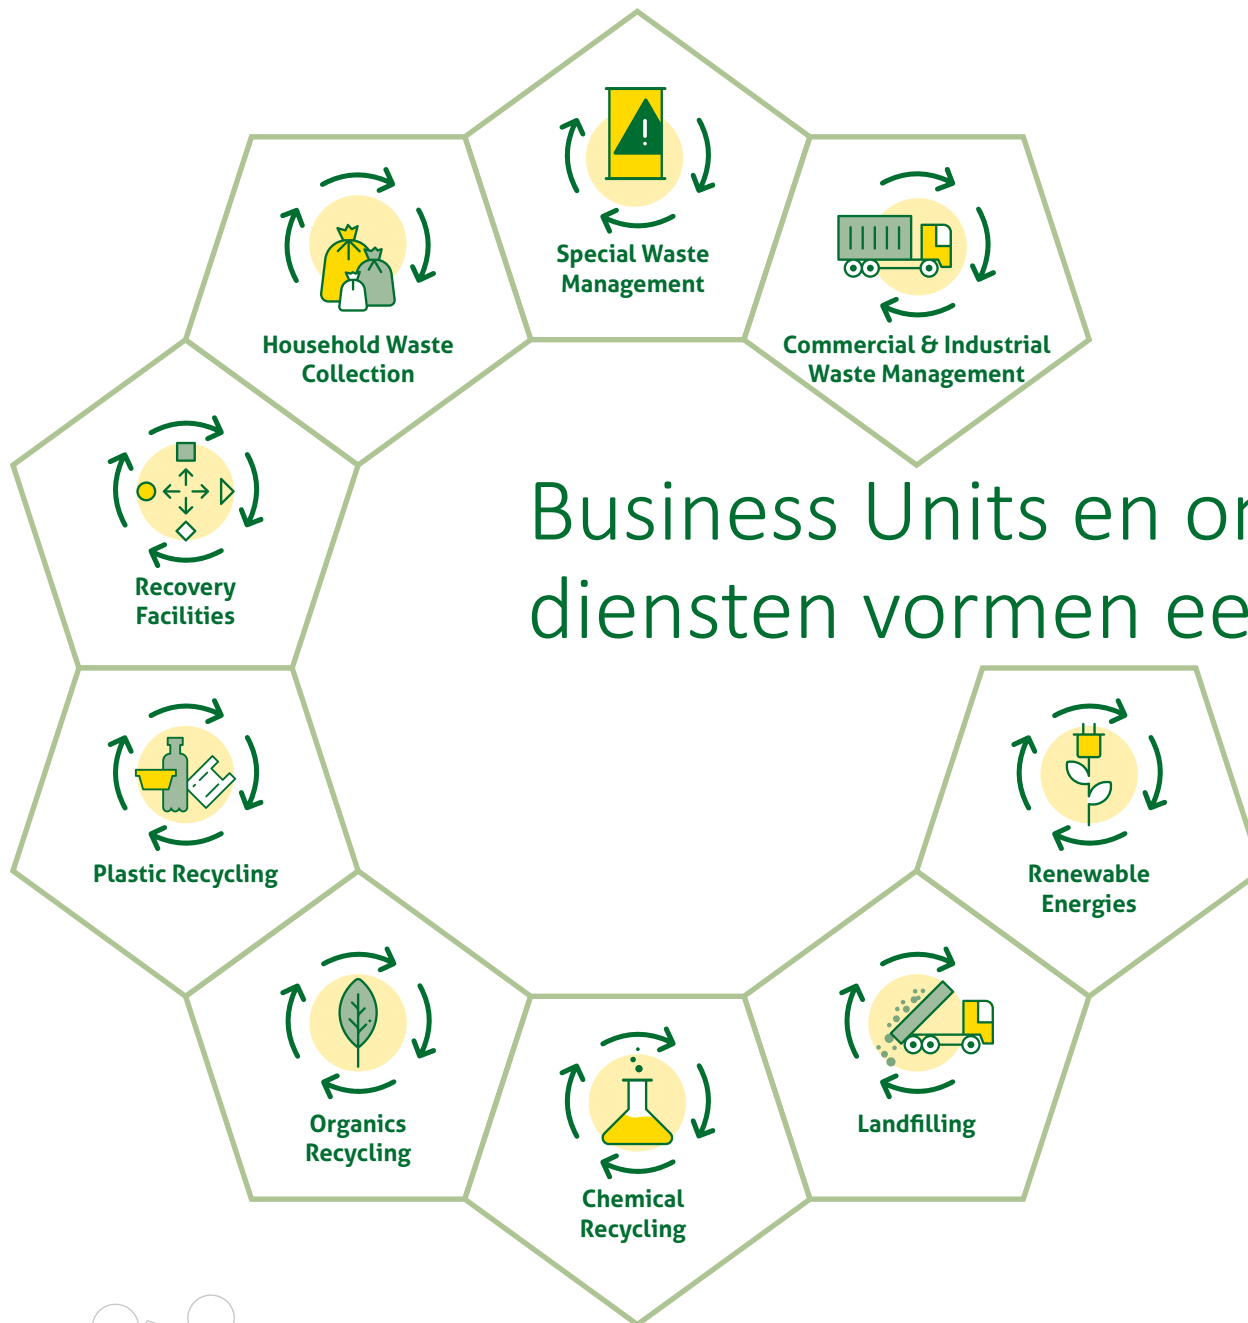 Special Waste
Management
Household Waste
Collection
Commercial & Industrial
Waste Management
Business Units en
diensten vormen
Recovery
Facilities
Plastic Recycling
Renewable
Energies
Organics
Recycling
Landfilling
Chemical
Recycling